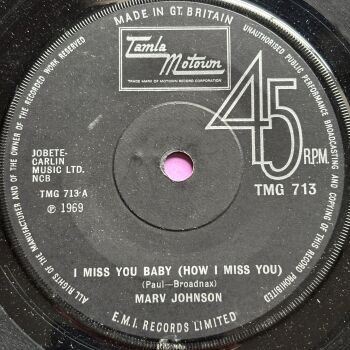 MADE IN GT. BRITAIN
Tamla
Motown
TRADE MARK OF MOTOWN RECORD CORPORATION
45
R.P.M.
TMG 713
JOBETE-
CARLIN
MUSIC LTD.
NCB
TMG 713-A
℗ 1969
I MISS YOU BABY (HOW I MISS YOU)
(Paul—Broadnax)
MARV JOHNSON
E.M.I. RECORDS LIMITED
ALL RIGHTS OF THE MANUFACTURER AND OF THE OWNER OF THE RECORDED WORK RESERVED
UNAUTHORISED PUBLIC PERFORMANCE BROADCASTING AND COPYING OF THIS RECORD PROHIBITED